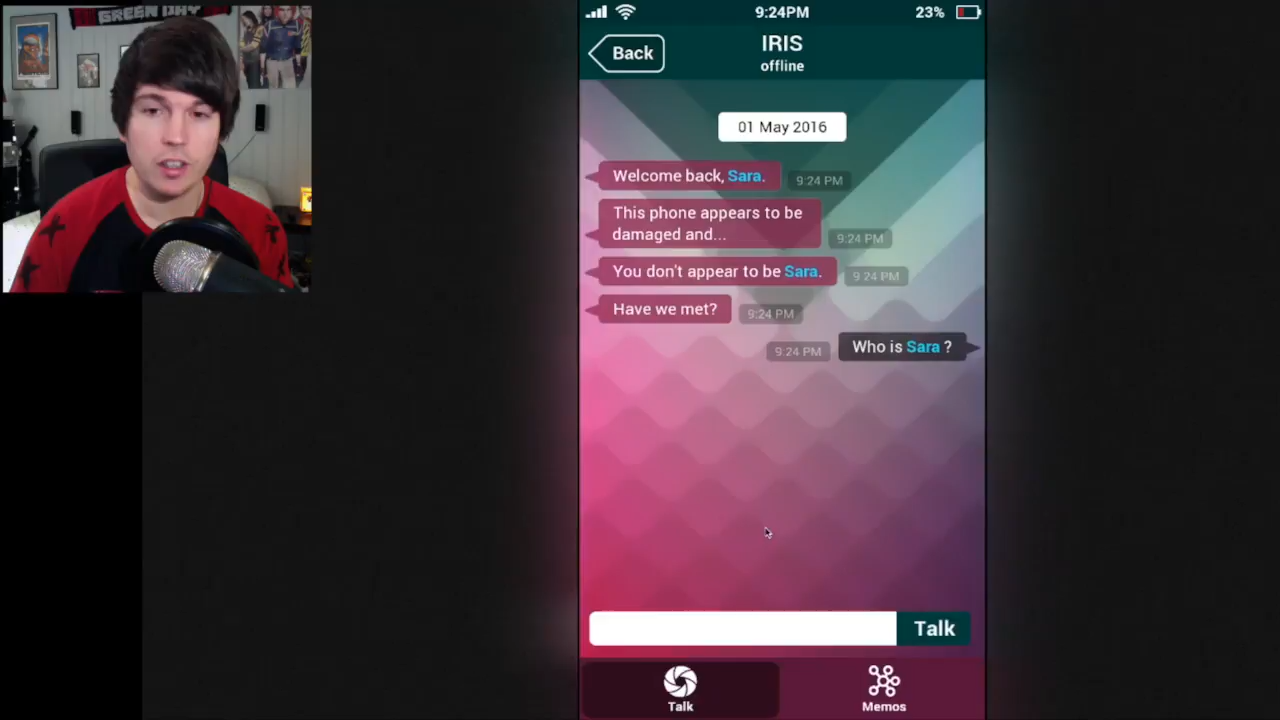 GREEN DAY
9:24PM
23%
Back
IRIS
offline
01 May 2016
Welcome back, Sara.
9:24 PM
This phone appears to be
damaged and...
9:24 PM
You don't appear to be Sara.
9:24 PM
Have we met?
9:24 PM
9:24 PM
Who is Sara ?
Talk
Talk
Memos